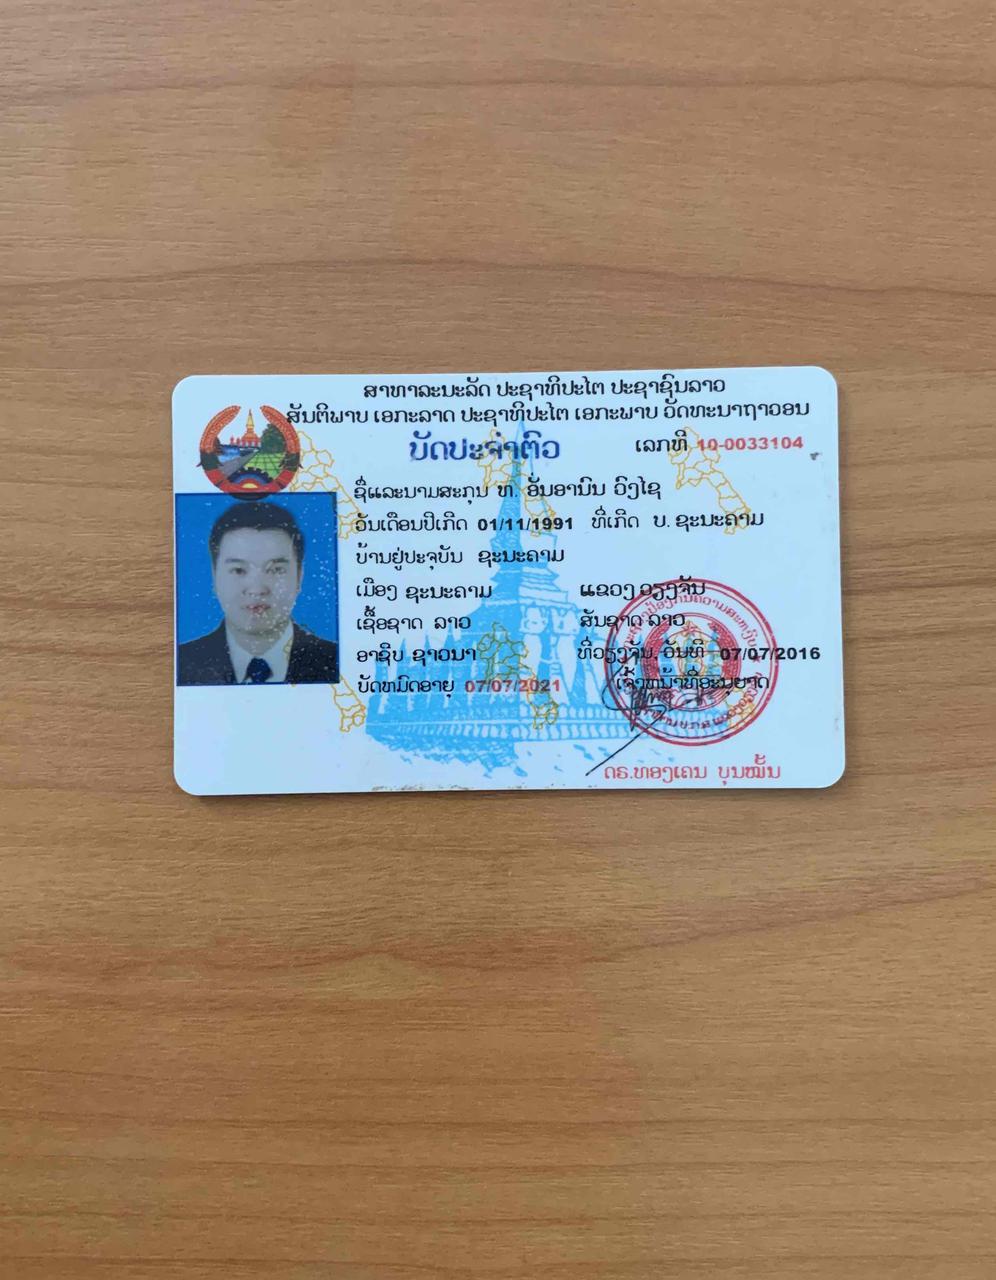 ສາທາລະນະລັດ ປະຊາທິປະໄຕ ປະຊາຊົນລາວ
ສັນຕິພາບ ເອກະລາດ ປະຊາທິປະໄຕ ເອກະພາບ ວັດທະນາຖາວອນ
ບັດປະຈຳຕົວ ເລກທີ 10-0033104
ຊື່ແລະນາມສະກຸນ ທ. ອັນອານົນ ວົງໄຊ
ວັນເດືອນປີເກີດ 01/11/1991 ທີ່ເກີດ ບ. ຊະນະຄາມ
ບ້ານຢູ່ປະຈຸບັນ ຊະນະຄາມ
ເມືອງ ຊະນະຄາມ ແຂວງ ວຽງຈັນ
ເຊື້ອຊາດ ລາວ ສັນຊາດ ລາວ
ອາຊີບ ຊາວນາ ທີ່ວຽງຈັນ, ວັນທີ 07/07/2016
ບັດຫມົດອາຍຸ 07/07/2021 ເຈົ້າຫນ້າທີ່ອະນຸຍາດ
ດຣ.ທອງເຄນ ບຸນໝັ້ນ